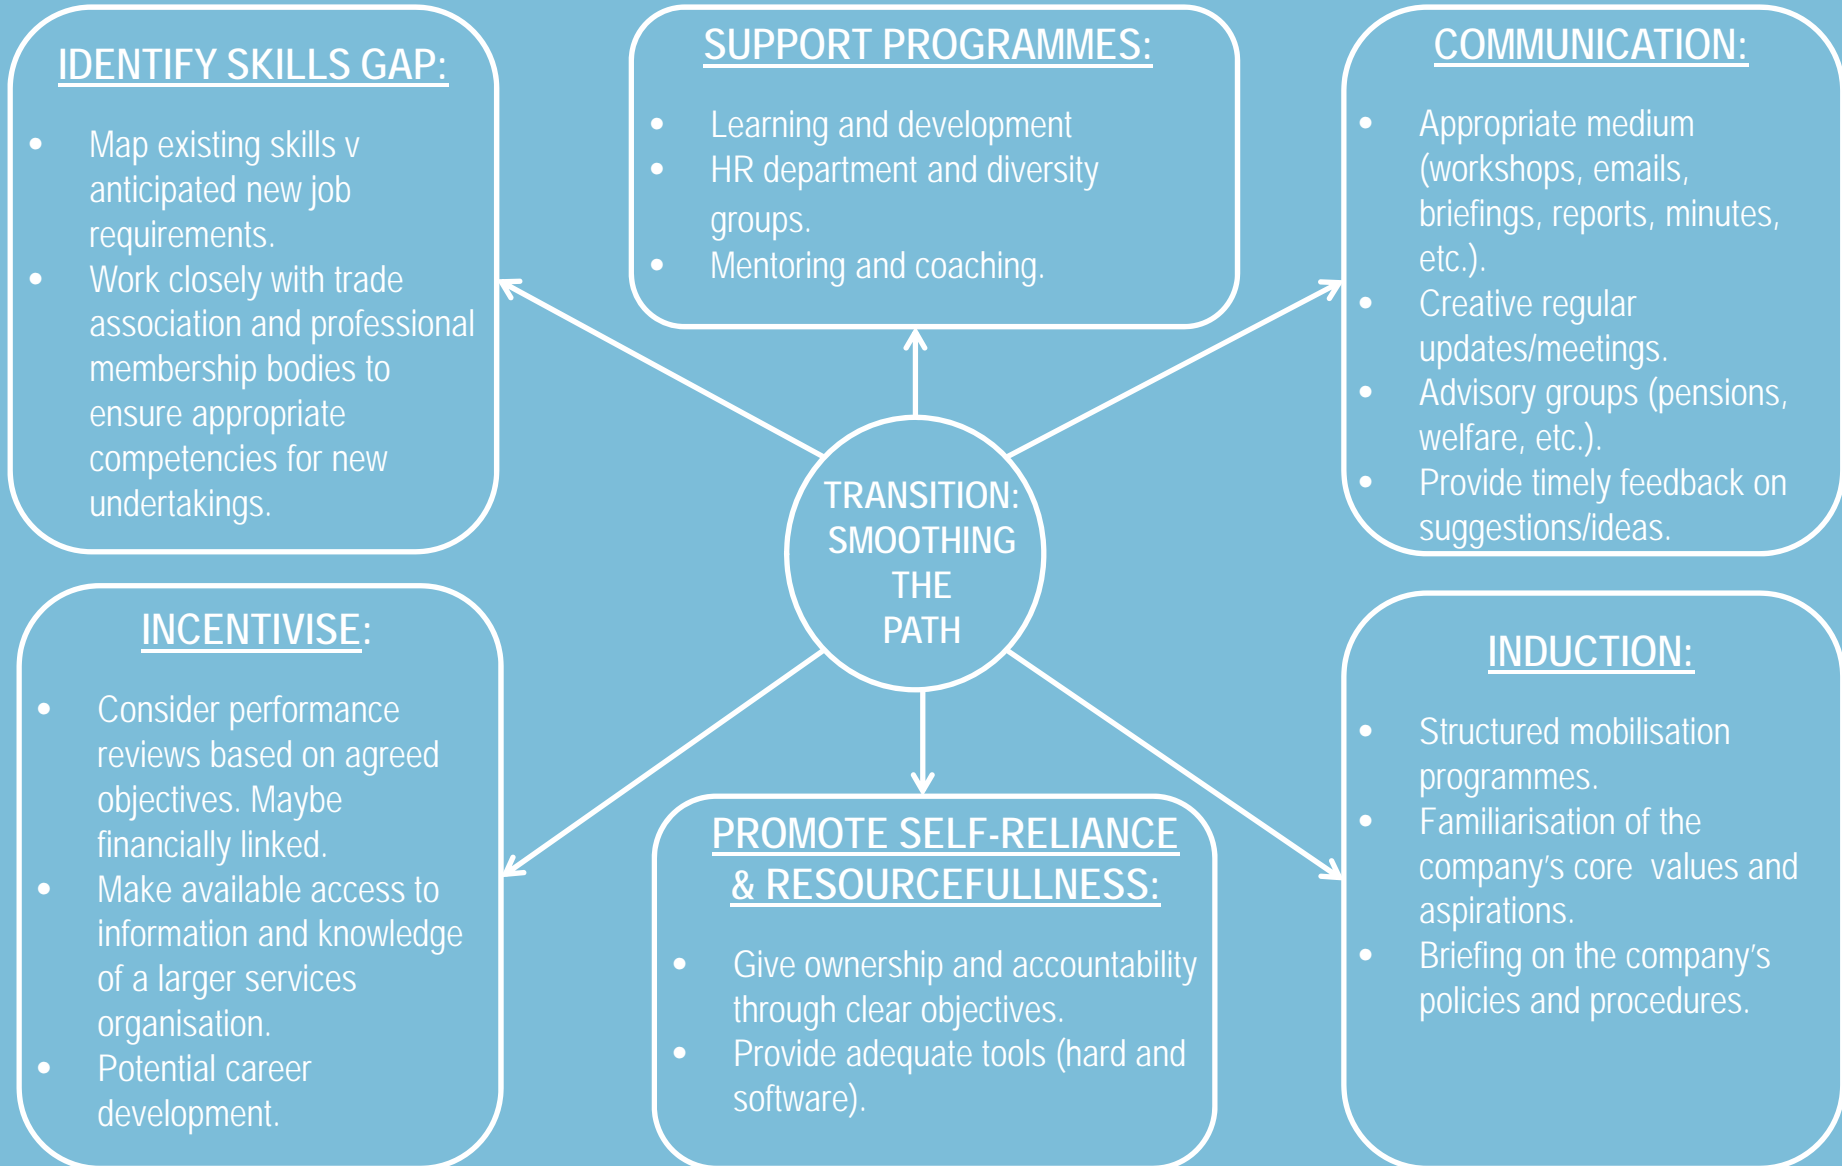 IDENTIFY SKILLS GAP:
• Map existing skills v
anticipated new job
requirements.
• Work closely with trade
association and professional
membership bodies to
ensure appropriate
competencies for new
undertakings.
SUPPORT PROGRAMMES:
• Learning and development
• HR department and diversity
groups.
• Mentoring and coaching.
COMMUNICATION:
• Appropriate medium
(workshops, emails,
briefings, reports, minutes,
etc.).
• Creative regular
updates/meetings.
• Advisory groups (pensions,
welfare, etc.).
• Provide timely feedback on
suggestions/ideas.
TRANSITION:
SMOOTHING
THE
PATH
INCENTIVISE:
• Consider performance
reviews based on agreed
objectives. Maybe
financially linked.
• Make available access to
information and knowledge
of a larger services
organisation.
• Potential career
development.
PROMOTE SELF-RELIANCE
& RESOURCEFULLNESS:
• Give ownership and accountability
through clear objectives.
• Provide adequate tools (hard and
software).
INDUCTION:
• Structured mobilisation
programmes.
• Familiarisation of the
company's core  values and
aspirations.
• Briefing on the company's
policies and procedures.